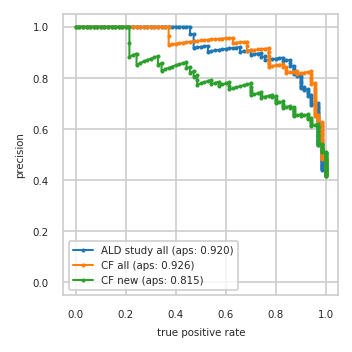 1.0
0.8
0.6
0.4
0.2
0.0
precision
ALD study all (aps: 0.920)
CF all (aps: 0.926)
CF new (aps: 0.815)
0.0 0.2 0.4 0.6 0.8 1.0
true positive rate